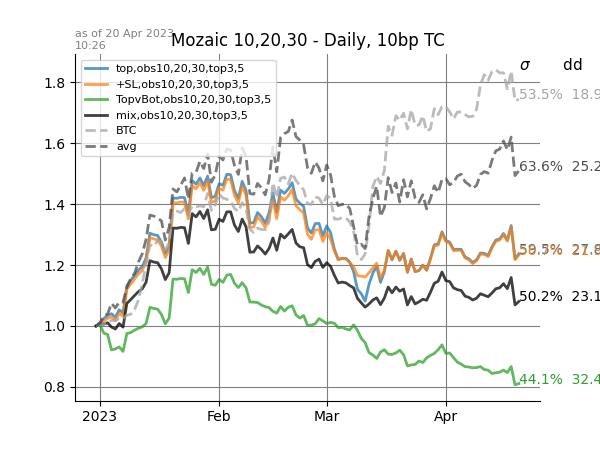 as of 20 Apr 2023
10:26
Mozaic 10,20,30 - Daily, 10bp TC
σ dd
top,obs10,20,30,top3,5
+SL,obs10,20,30,top3,5
TopvBot,obs10,20,30,top3,5
mix,obs10,20,30,top3,5
BTC
avg
1.8
1.6
1.4
1.2
1.0
0.8
53.5% 18.9
63.6% 25.2
50.2% 23.1
44.1% 32.4
2023 Feb Mar Apr